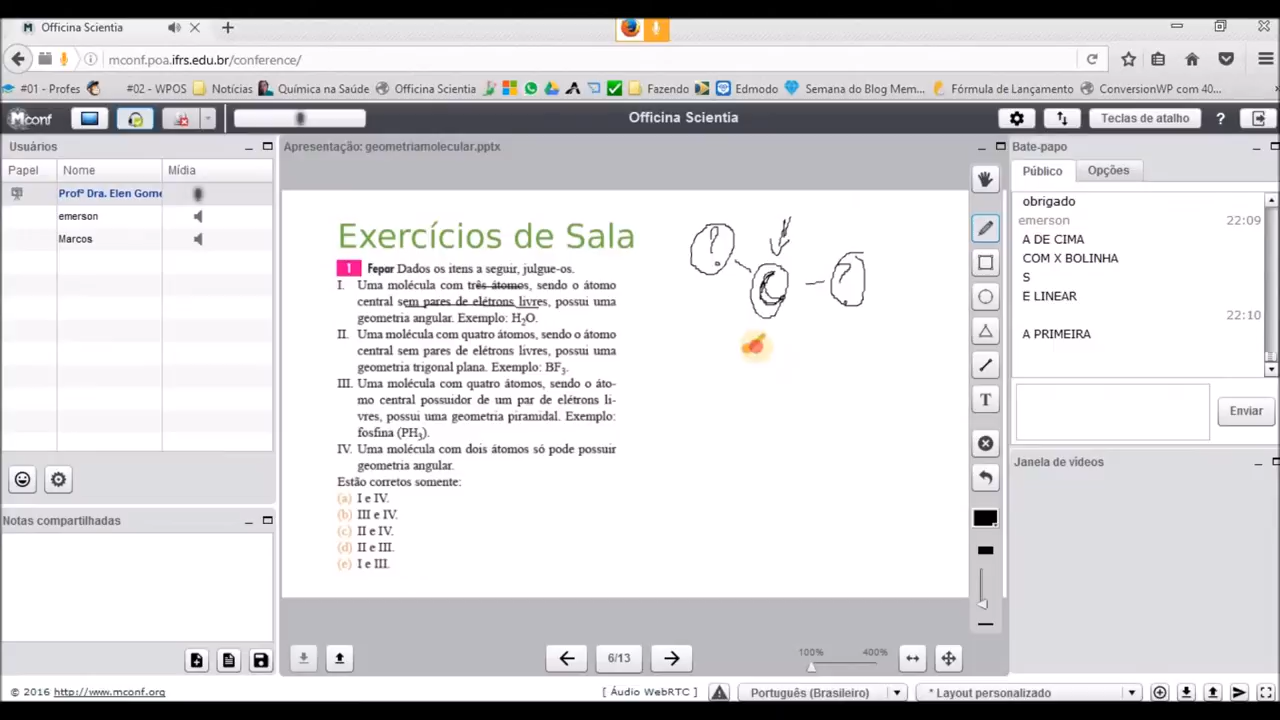 Officina Scientia
mconf.poa.ifrs.edu.br/conference/
#01 - Profes
#02 - WPOS
Notícias
Química na Saúde
Officina Scientia
Fazendo
Edmodo
Semana do Blog Mem...
Fórmula de Lançamento
ConversionWP com 40...
Mconf
Officina Scientia
Teclas de atalho
?
Usuários
Papel Nome Mídia
Profª Dra. Elen Gome
emerson
Marcos
Notas compartilhadas
Apresentação: geometriamolecular.pptx
Exercícios de Sala
1 Fepar Dados os itens a seguir, julgue-os.
I. Uma molécula com três átomos, sendo o átomo
central sem pares de elétrons livres, possui uma
geometria angular. Exemplo: H₂O.
II. Uma molécula com quatro átomos, sendo o átomo
central sem pares de elétrons livres, possui uma
geometria trigonal plana. Exemplo: BF₃.
III. Uma molécula com quatro átomos, sendo o áto-
mo central possuidor de um par de elétrons li-
vres, possui uma geometria piramidal. Exemplo:
fosfina (PH₃).
IV. Uma molécula com dois átomos só pode possuir
geometria angular.
Estão corretos somente:
(a) I e IV.
(b) III e IV.
(c) II e IV.
(d) II e III.
(e) I e III.
? C ?
T
6/13
100% 400%
Bate-papo
Público Opções
obrigado
emerson 22:09
A DE CIMA
COM X BOLINHA
S
E LINEAR
22:10
A PRIMEIRA
Enviar
Janela de vídeos
© 2016 http://www.mconf.org
[ Áudio WebRTC ]
Português (Brasileiro)
* Layout personalizado